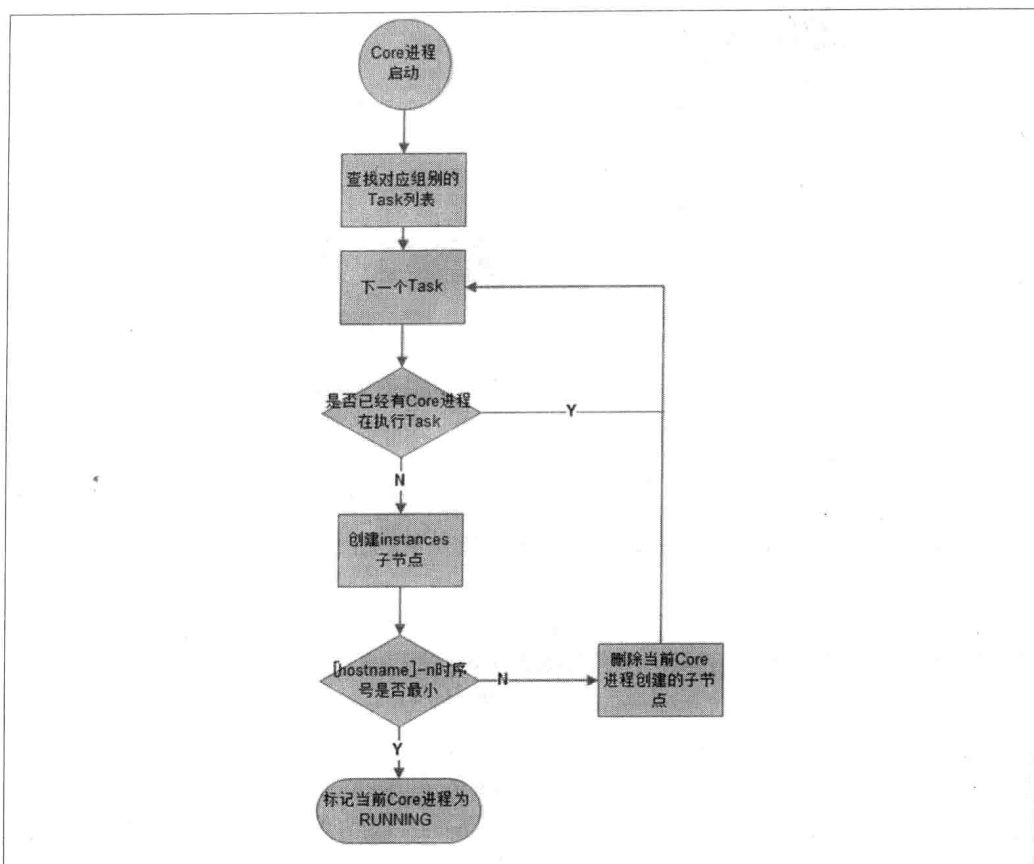 Core进程
启动
查找对应组别的
Task列表
下一个Task
是否已经有Core进程
在执行Task
Y
N
创建instances
子节点
[hostname]-n时序
号是否最小
N
删除当前Core
进程创建的子节
点
Y
标记当前Core进程为
RUNNING